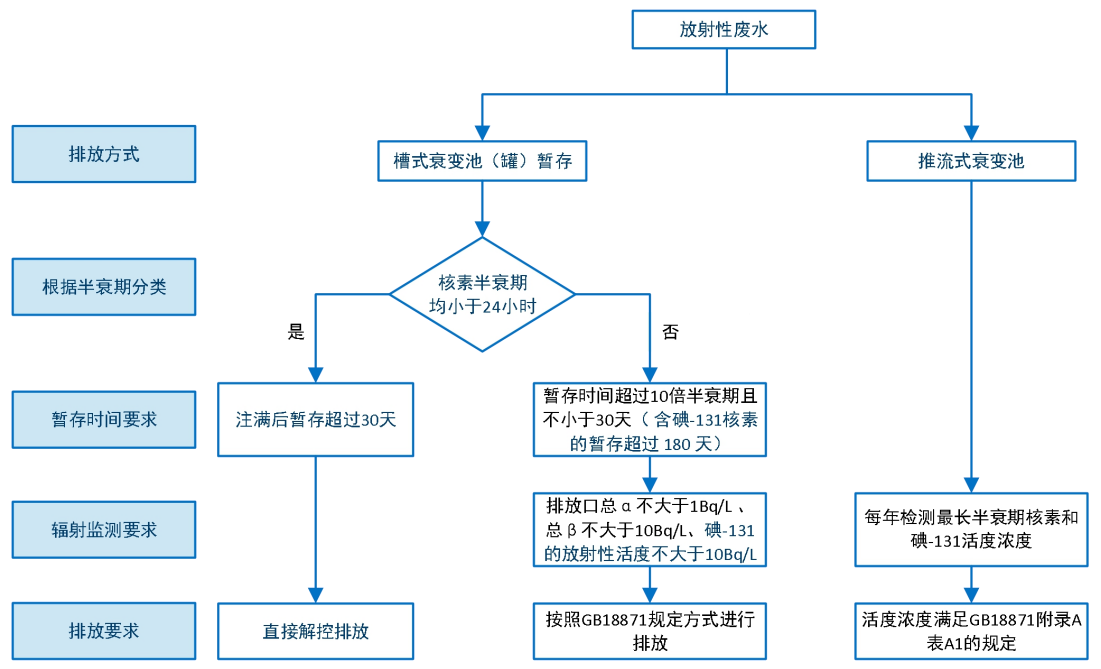 放射性废水
排放方式
槽式衰变池（罐）暂存
推流式衰变池
根据半衰期分类
核素半衰期
均小于24小时
是
否
暂存时间要求
注满后暂存超过30天
暂存时间超过10倍半衰期且
不小于30天（含碘-131核素
的暂存超过 180 天）
辐射监测要求
排放口总α不大于1Bq/L、
总β不大于10Bq/L、碘-131
的放射性活度不大于10Bq/L
每年检测最长半衰期核素和
碘-131活度浓度
排放要求
直接解控排放
按照GB18871规定方式进行
排放
活度浓度满足GB18871附录A
表A1的规定